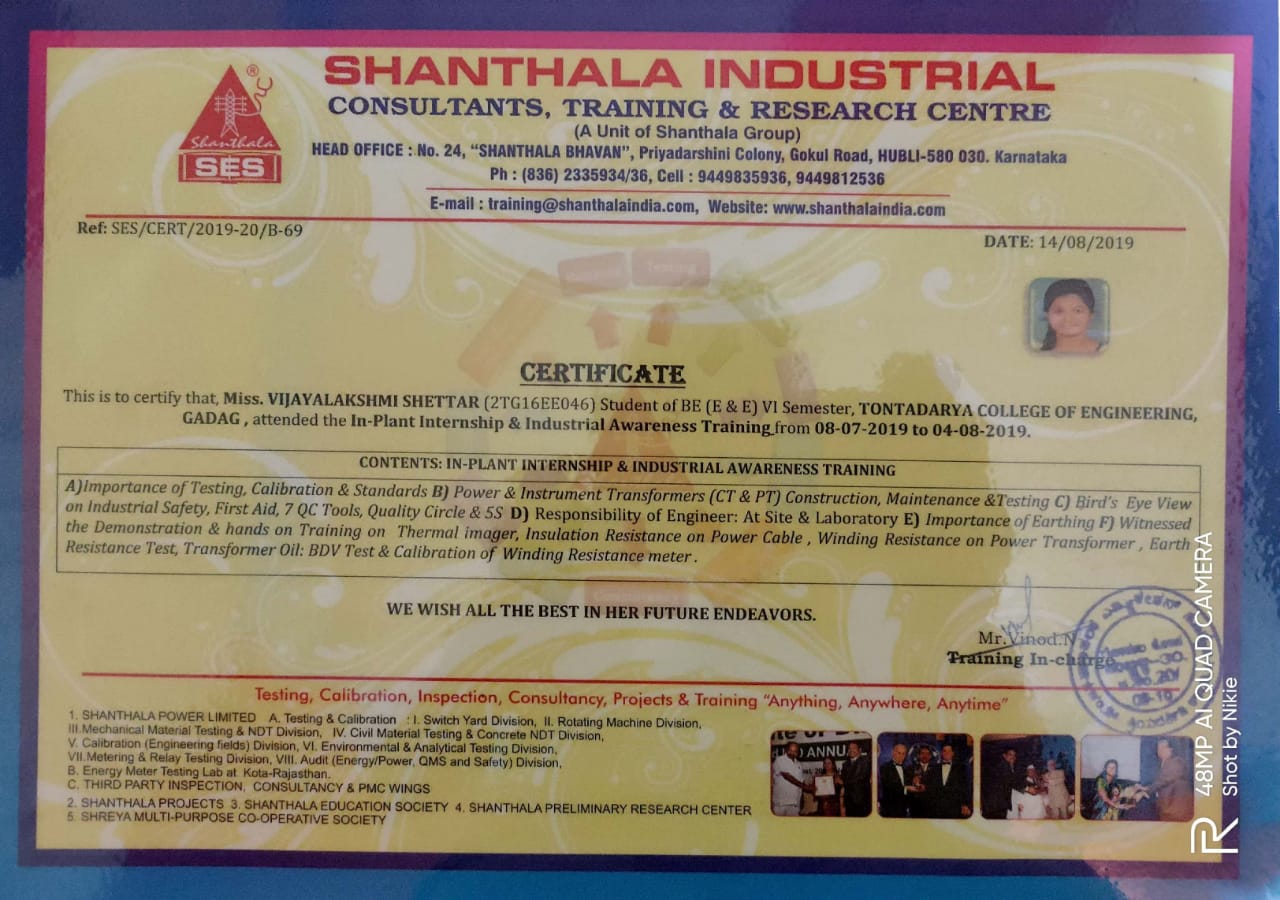 SHANTHALA INDUSTRIAL
CONSULTANTS, TRAINING & RESEARCH CENTRE
(A Unit of Shanthala Group)
HEAD OFFICE : No. 24, “SHANTHALA BHAVAN”, Priyadarshini Colony, Gokul Road, HUBLI-580 030. Karnataka
Ph : (836) 2335934/36, Cell : 9449835936, 9449812536
E-mail : training@shanthalaindia.com, Website: www.shanthalaindia.com
®
Shanthala
SES
Ref: SES/CERT/2019-20/B-69
DATE: 14/08/2019
Testing
CERTIFICATE
This is to certify that, Miss. VIJAYALAKSHMI SHETTAR (2TG16EE046) Student of BE (E & E) VI Semester, TONTADARYA COLLEGE OF ENGINEERING,
GADAG , attended the In-Plant Internship & Industrial Awareness Training from 08-07-2019 to 04-08-2019.
CONTENTS: IN-PLANT INTERNSHIP & INDUSTRIAL AWARENESS TRAINING
A)Importance of Testing, Calibration & Standards B) Power & Instrument Transformers (CT & PT) Construction, Maintenance &Testing C) Bird's Eye View
on Industrial Safety, First Aid, 7 QC Tools, Quality Circle & 5S D) Responsibility of Engineer: At Site & Laboratory E) Importance of Earthing F) Witnessed
the Demonstration & hands on Training on Thermal imager, Insulation Resistance on Power Cable , Winding Resistance on Power Transformer , Earth
Resistance Test, Transformer Oil: BDV Test & Calibration of Winding Resistance meter .
WE WISH ALL THE BEST IN HER FUTURE ENDEAVORS.
Mr.Vinod.N
Training In-charge
Testing, Calibration, Inspection, Consultancy, Projects & Training “Anything, Anywhere, Anytime”
1. SHANTHALA POWER LIMITED A. Testing & Calibration : I. Switch Yard Division, II. Rotating Machine Division,
III.Mechanical Material Testing & NDT Division, IV. Civil Material Testing & Concrete NDT Division,
V. Calibration (Engineering fields) Division, VI. Environmental & Analytical Testing Division,
VII.Metering & Relay Testing Division, VIII. Audit (Energy/Power, QMS and Safety) Division,
B. Energy Meter Testing Lab at Kota-Rajasthan.
C. THIRD PARTY INSPECTION, CONSULTANCY & PMC WINGS
2. SHANTHALA PROJECTS 3. SHANTHALA EDUCATION SOCIETY 4. SHANTHALA PRELIMINARY RESEARCH CENTER
5. SHREYA MULTI-PURPOSE CO-OPERATIVE SOCIETY
ANNUAL
48MP AI QUAD CAMERA
Shot by Nikie